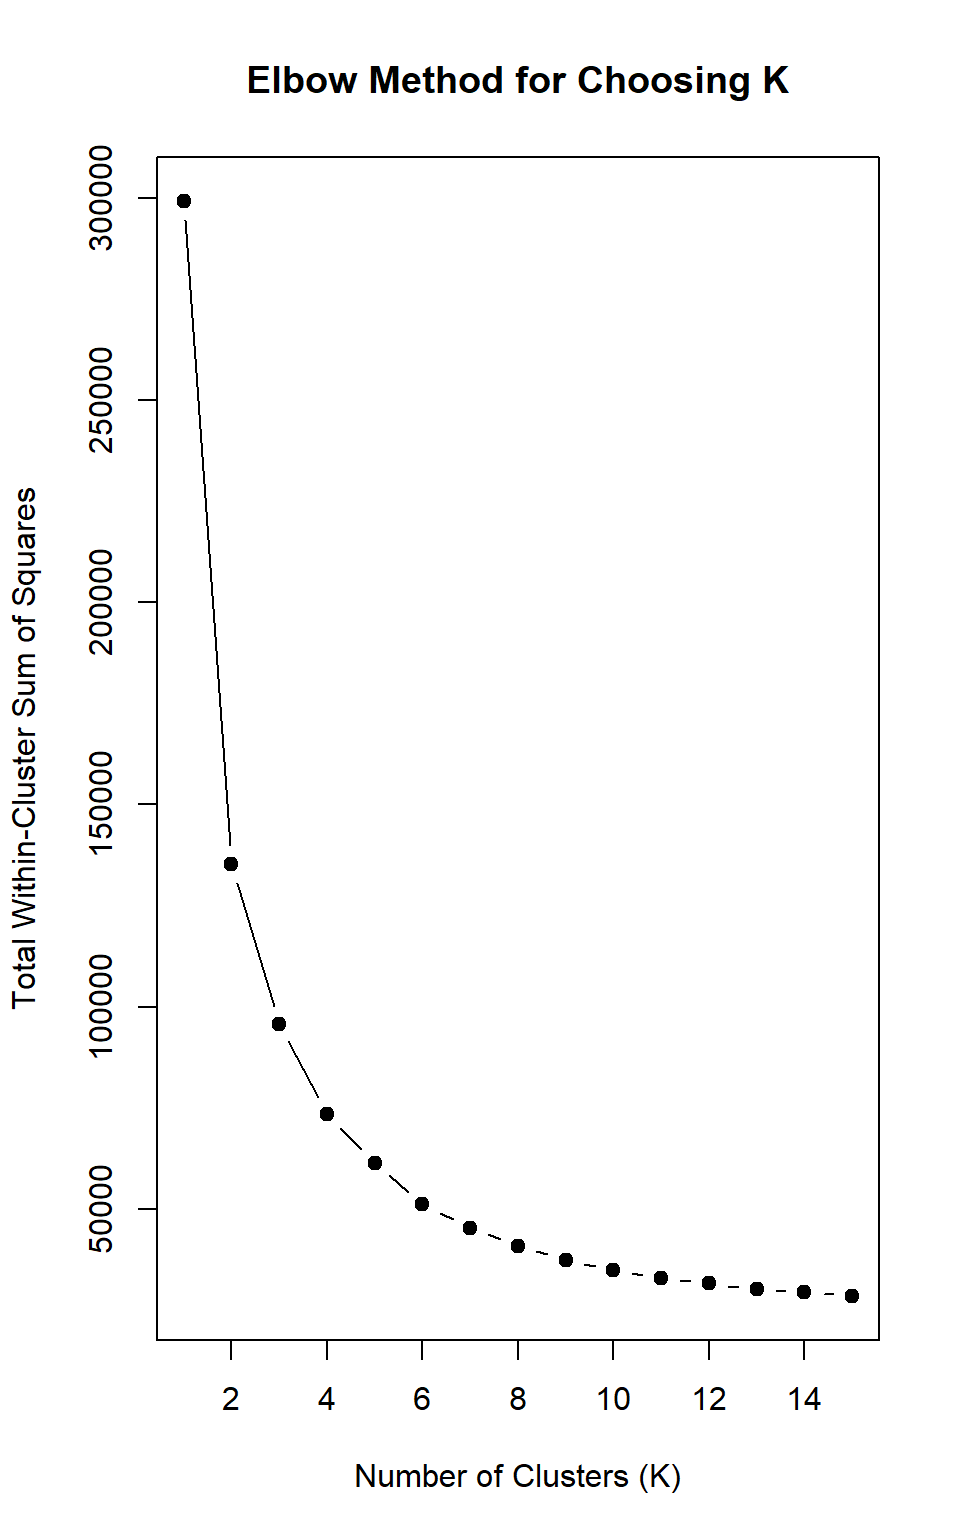 Elbow Method for Choosing K
Total Within-Cluster Sum of Squares
300000
250000
200000
150000
100000
50000
2 4 6 8 10 12 14
Number of Clusters (K)